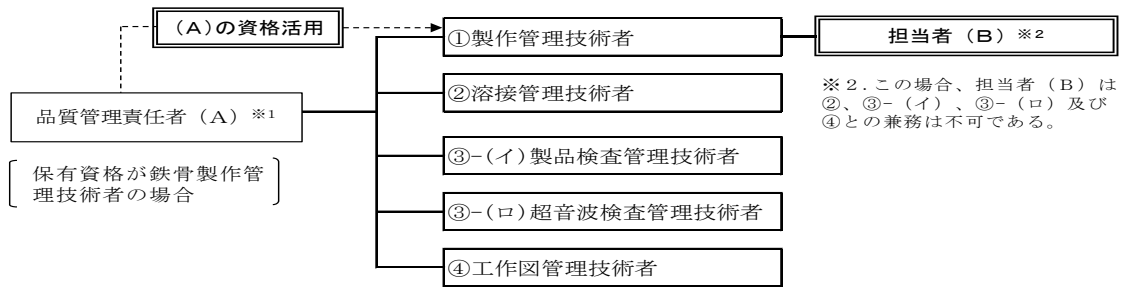 (A)の資格活用
①製作管理技術者
担当者(B)※2
②溶接管理技術者
※2.この場合、担当者(B)は
②、③-(イ)、③-(ロ)及び
④との兼務は不可である。
品質管理責任者(A)※1
③-(イ)製品検査管理技術者
保有資格が鉄骨製作管
理技術者の場合
③-(ロ)超音波検査管理技術者
④工作図管理技術者